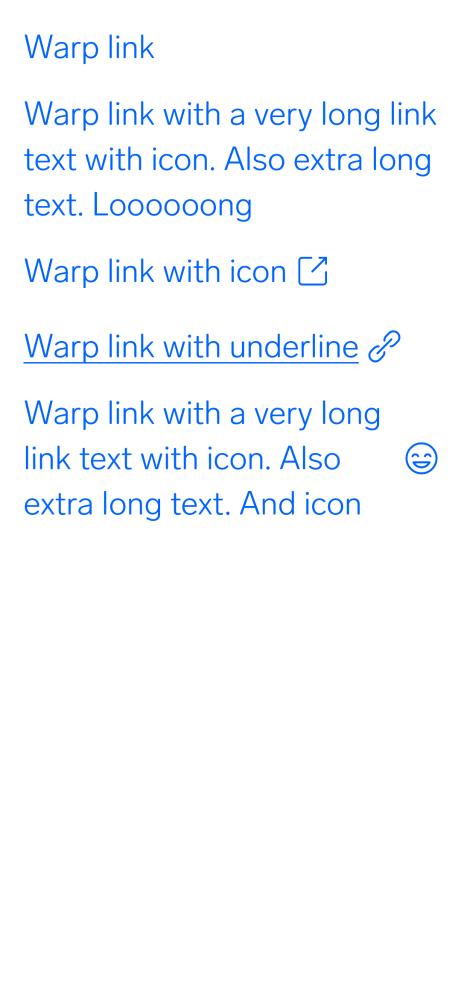 Warp link
Warp link with a very long link
text with icon. Also extra long
text. Loooooong
Warp link with icon
Warp link with underline
Warp link with a very long
link text with icon. Also
extra long text. And icon